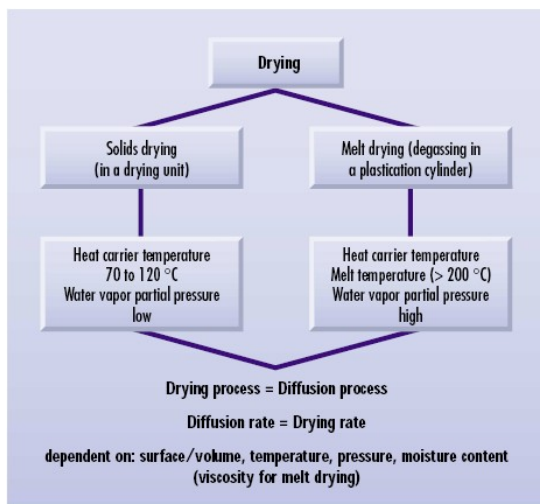 Drying
Solids drying
(in a drying unit)
Melt drying (degassing in
a plastication cylinder)
Heat carrier temperature
70 to 120 °C
Water vapor partial pressure
low
Heat carrier temperature
Melt temperature (> 200 °C)
Water vapor partial pressure
high
Drying process = Diffusion process
Diffusion rate = Drying rate
dependent on: surface/volume, temperature, pressure, moisture content
(viscosity for melt drying)